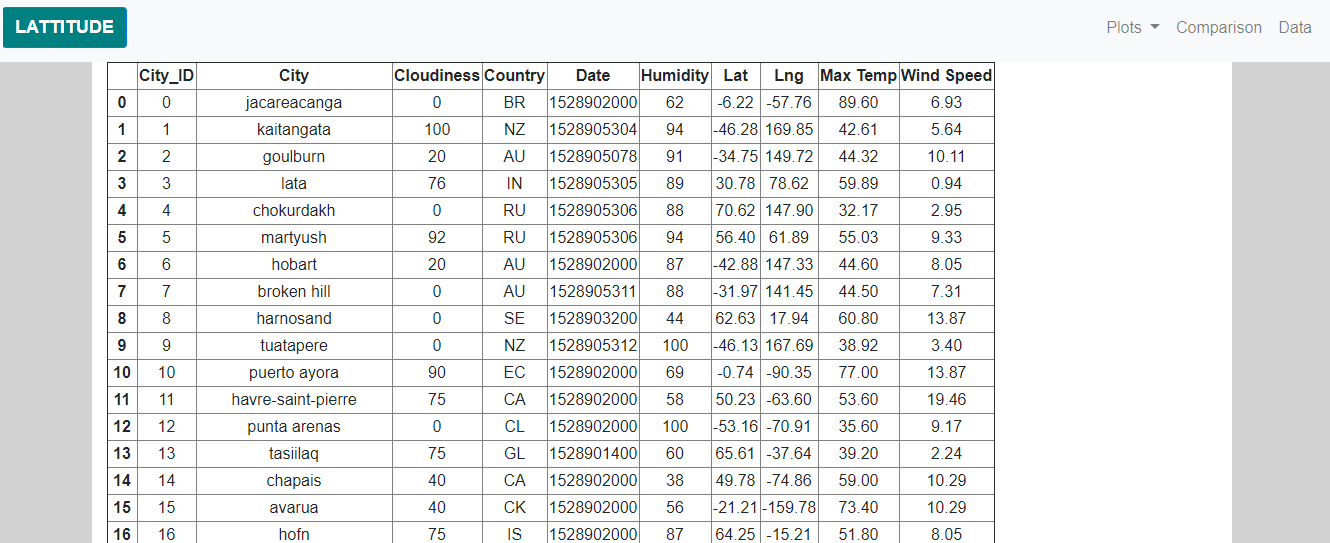 LATTITUDE Plots Comparison Data
City_ID City Cloudiness Country Date Humidity Lat Lng Max Temp Wind Speed
0 0 jacareacanga 0 BR 1528902000 62 -6.22 -57.76 89.60 6.93
1 1 kaitangata 100 NZ 1528905304 94 -46.28 169.85 42.61 5.64
2 2 goulburn 20 AU 1528905078 91 -34.75 149.72 44.32 10.11
3 3 lata 76 IN 1528905305 89 30.78 78.62 59.89 0.94
4 4 chokurdakh 0 RU 1528905306 88 70.62 147.90 32.17 2.95
5 5 martyush 92 RU 1528905306 94 56.40 61.89 55.03 9.33
6 6 hobart 20 AU 1528902000 87 -42.88 147.33 44.60 8.05
7 7 broken hill 0 AU 1528905311 88 -31.97 141.45 44.50 7.31
8 8 harnosand 0 SE 1528903200 44 62.63 17.94 60.80 13.87
9 9 tuatapere 0 NZ 1528905312 100 -46.13 167.69 38.92 3.40
10 10 puerto ayora 90 EC 1528902000 69 -0.74 -90.35 77.00 13.87
11 11 havre-saint-pierre 75 CA 1528902000 58 50.23 -63.60 53.60 19.46
12 12 punta arenas 0 CL 1528902000 100 -53.16 -70.91 35.60 9.17
13 13 tasiilaq 75 GL 1528901400 60 65.61 -37.64 39.20 2.24
14 14 chapais 40 CA 1528902000 38 49.78 -74.86 59.00 10.29
15 15 avarua 40 CK 1528902000 56 -21.21 -159.78 73.40 10.29
16 16 hofn 75 IS 1528902000 87 64.25 -15.21 51.80 8.05